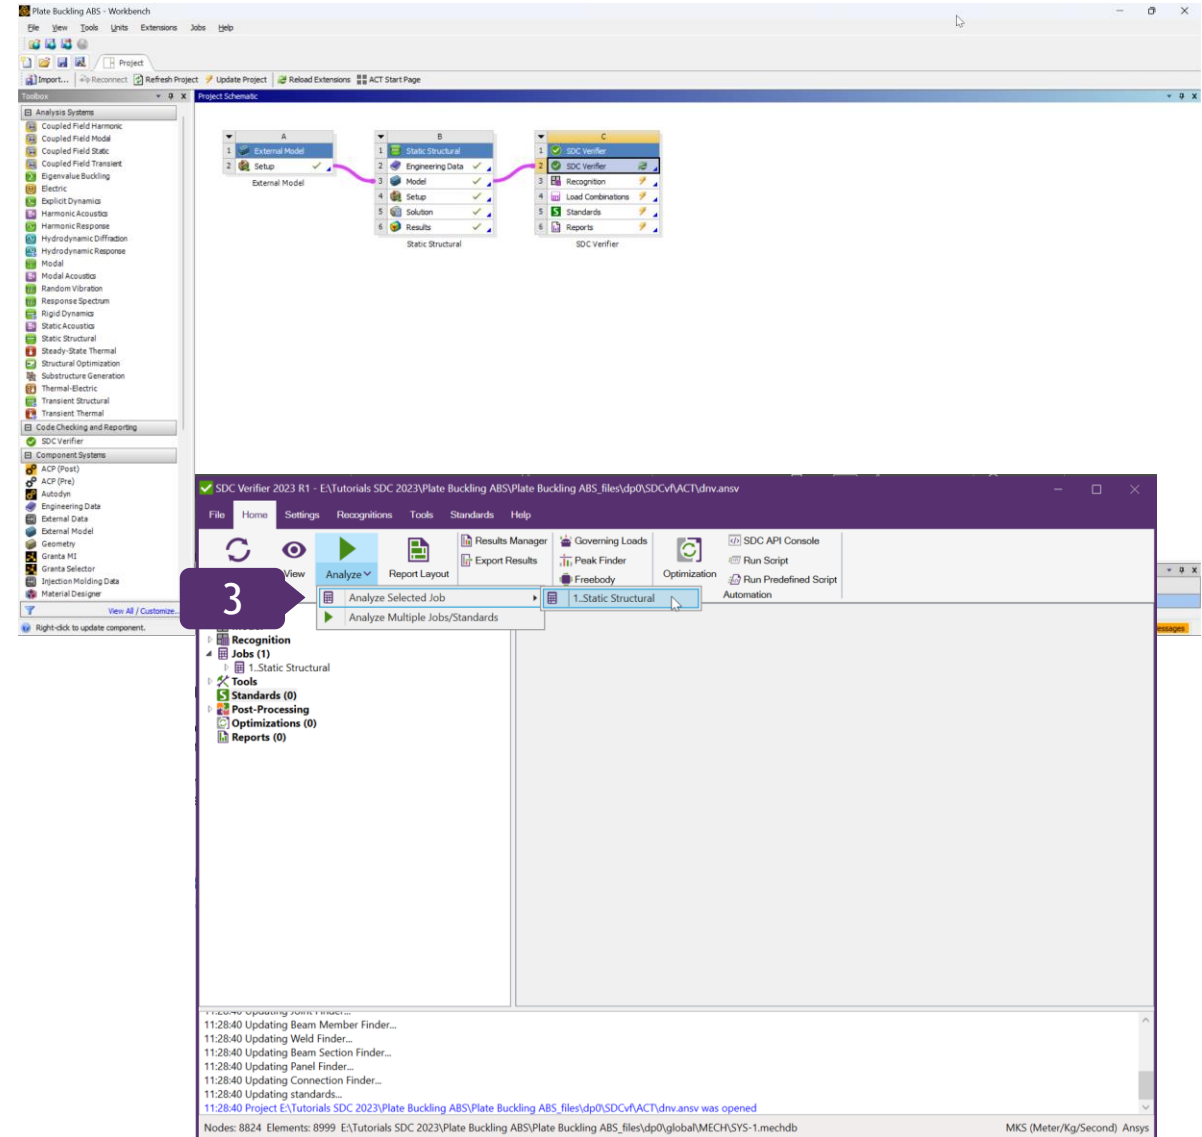 Plate Buckling ABS - Workbench
File View Tools Units Extensions Jobs Help
Project
Import... Reconnect Refresh Project Update Project Reload Extensions ACT Start Page
Toolbox
Analysis Systems
Coupled Field Harmonic
Coupled Field Modal
Coupled Field Static
Coupled Field Transient
Eigenvalue Buckling
Electric
Explicit Dynamics
Harmonic Acoustics
Harmonic Response
Hydrodynamic Diffraction
Hydrodynamic Response
Modal
Modal Acoustics
Random Vibration
Response Spectrum
Rigid Dynamics
Static Acoustics
Static Structural
Steady-State Thermal
Structural Optimization
Substructure Generation
Thermal-Electric
Transient Structural
Transient Thermal
Code Checking and Reporting
SDC Verifier
Component Systems
ACP (Post)
ACP (Pre)
Autodyn
Engineering Data
External Data
External Model
Geometry
Granta MI
Granta Selector
Injection Molding Data
Material Designer
View All / Customize...
Right-click to update component.
Project Schematic
A
1 External Model
2 Setup
External Model
B
1 Static Structural
2 Engineering Data
3 Model
4 Setup
5 Solution
6 Results
Static Structural
C
1 SDC Verifier
2 SDC Verifier
3 Recognition
4 Load Combinations
5 Standards
6 Reports
SDC Verifier
SDC Verifier 2023 R1 - E:\Tutorials SDC 2023\Plate Buckling ABS\Plate Buckling ABS_files\dp0\SDCvf\ACT\dnv.ansv
File Home Settings Recognitions Tools Standards Help
View
Analyze
Report Layout
Results Manager
Export Results
Governing Loads
Peak Finder
Freebody
Optimization
SDC API Console
Run Script
Run Predefined Script
Automation
3
Analyze Selected Job
1..Static Structural
Analyze Multiple Jobs/Standards
Recognition
Jobs (1)
1..Static Structural
Tools
Standards (0)
Post-Processing
Optimizations (0)
Reports (0)
11:28:40 Updating Joint Finder...
11:28:40 Updating Beam Member Finder...
11:28:40 Updating Weld Finder...
11:28:40 Updating Beam Section Finder...
11:28:40 Updating Panel Finder...
11:28:40 Updating Connection Finder...
11:28:40 Updating standards...
11:28:40 Project E:\Tutorials SDC 2023\Plate Buckling ABS\Plate Buckling ABS_files\dp0\SDCvf\ACT\dnv.ansv was opened
Nodes: 8824 Elements: 8999 E:\Tutorials SDC 2023\Plate Buckling ABS\Plate Buckling ABS_files\dp0\global\MECH\SYS-1.mechdb
MKS (Meter/Kg/Second) Ansys